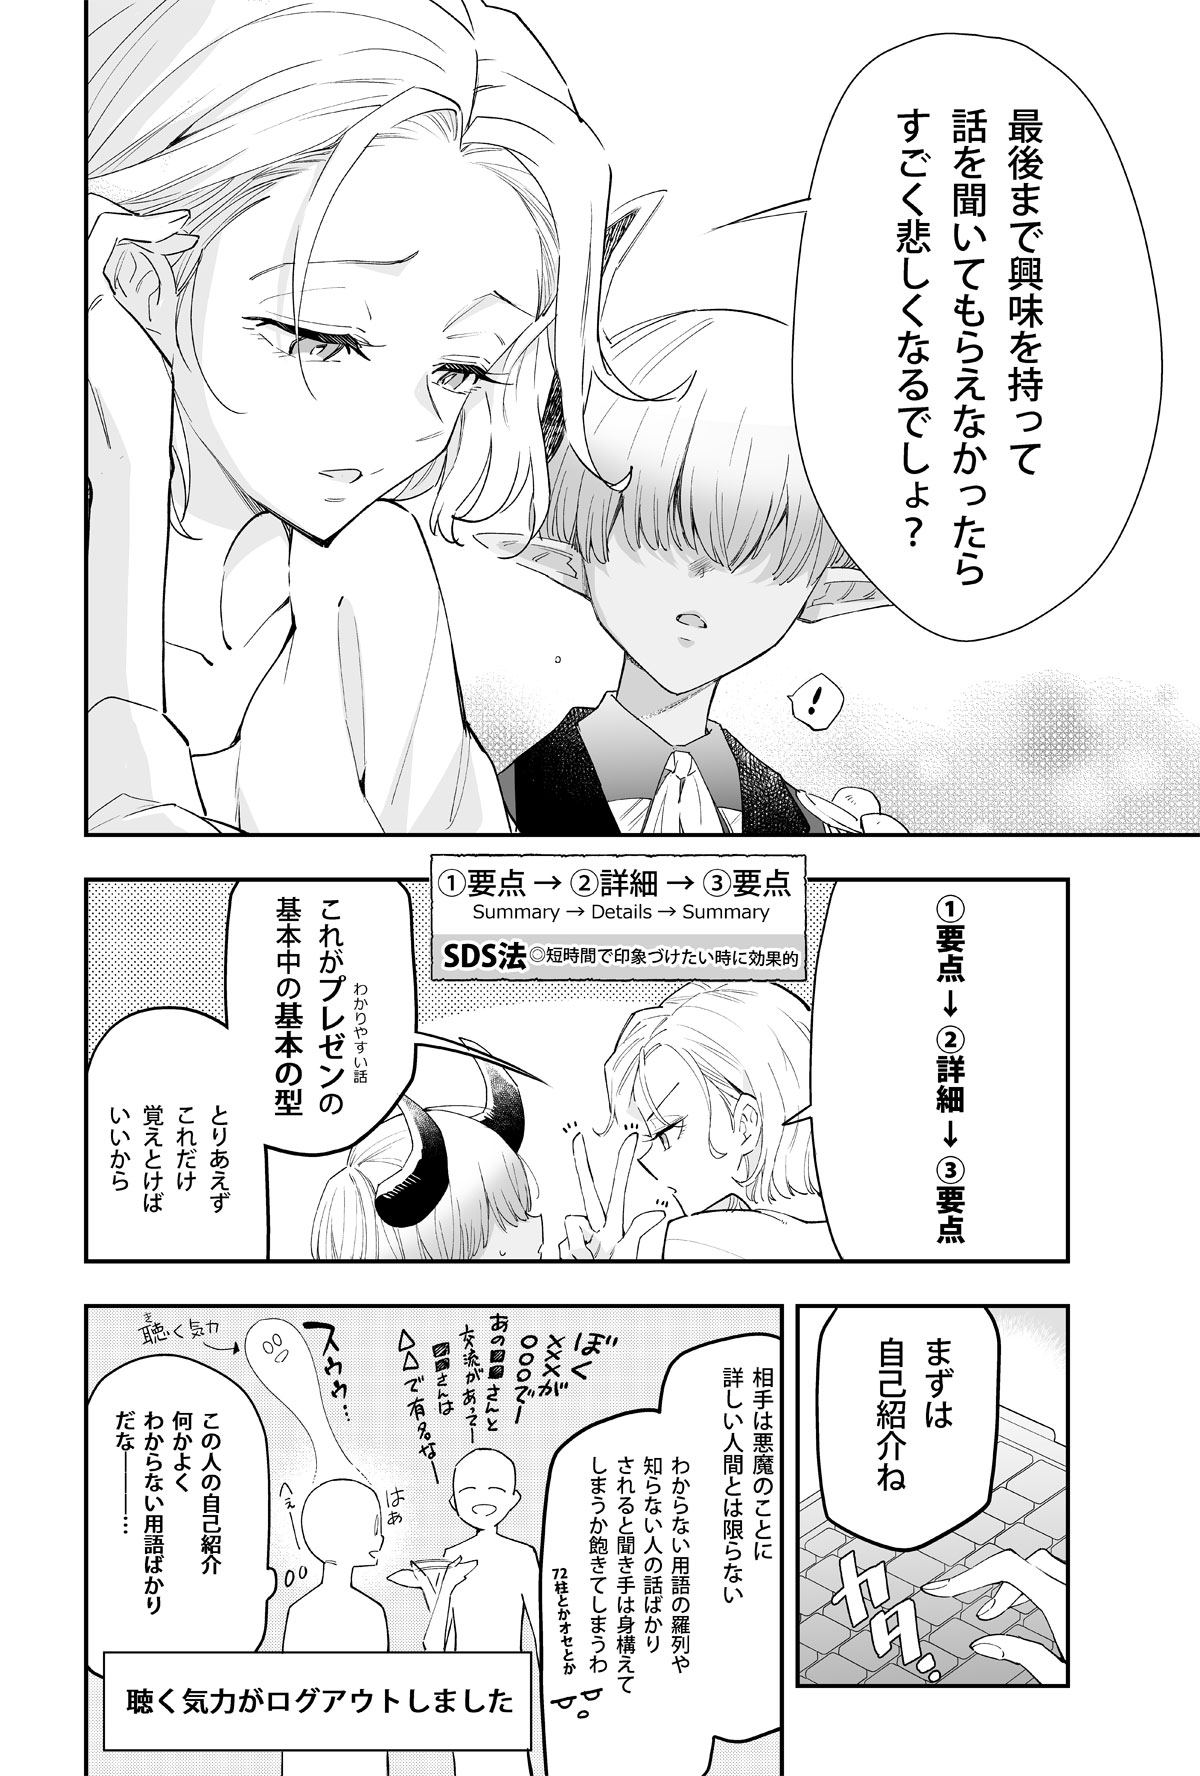 最後まで興味を持って
話を聞いてもらえなかったら
すごく悲しくなるでしょ?
!
①要点→②詳細→③要点
①要点→②詳細→③要点
Summary→Details→Summary
SDS法◎短時間で印象づけたい時に効果的
これがプレゼンの
わかりやすい話
基本中の基本の型
とりあえず
これだけ
覚えとけば
いいから
まずは
自己紹介ね
カタ.
相手は悪魔のことに
詳しい人間とは限らない
わからない用語の羅列や
知らない人の話ばかり
されると聞き手は身構えて
しまうか飽きてしまうわ
72柱とかオセとか
ぼく
×××が
○○○でー
あの■■さんと
交流があってー
■■さんは
△△で有名なー
スゥゥ…
聴く気力
き
はぁ
へぇ
この人の自己紹介
何かよく
わからない用語ばかり
だな————…
聴く気力がログアウトしました